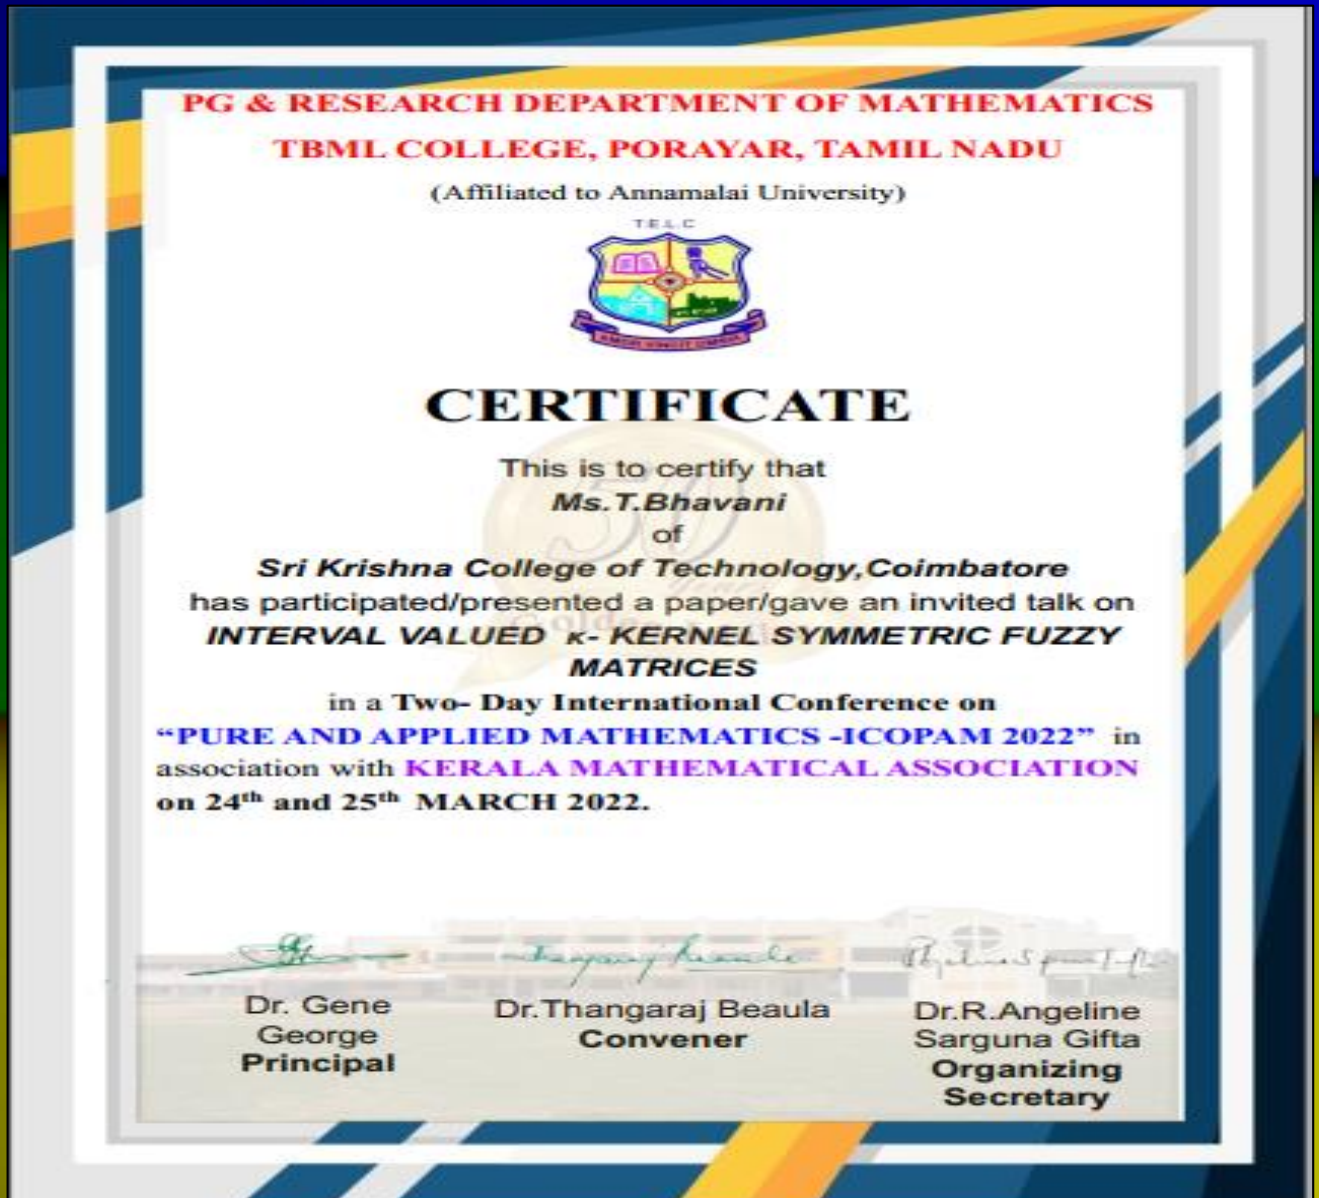 PG & RESEARCH DEPARTMENT OF MATHEMATICS
TBML COLLEGE, PORAYAR, TAMIL NADU
(Affiliated to Annamalai University)
T.E.L.C
CERTIFICATE
This is to certify that
Ms.T.Bhavani
of
Sri Krishna College of Technology,Coimbatore
has participated/presented a paper/gave an invited talk on
INTERVAL VALUED κ- KERNEL SYMMETRIC FUZZY
MATRICES
in a Two- Day International Conference on
“PURE AND APPLIED MATHEMATICS -ICOPAM 2022” in
association with KERALA MATHEMATICAL ASSOCIATION
on 24th and 25th MARCH 2022.
Dr. Gene
George
Principal
Dr.Thangaraj Beaula
Convener
Dr.R.Angeline
Sarguna Gifta
Organizing
Secretary